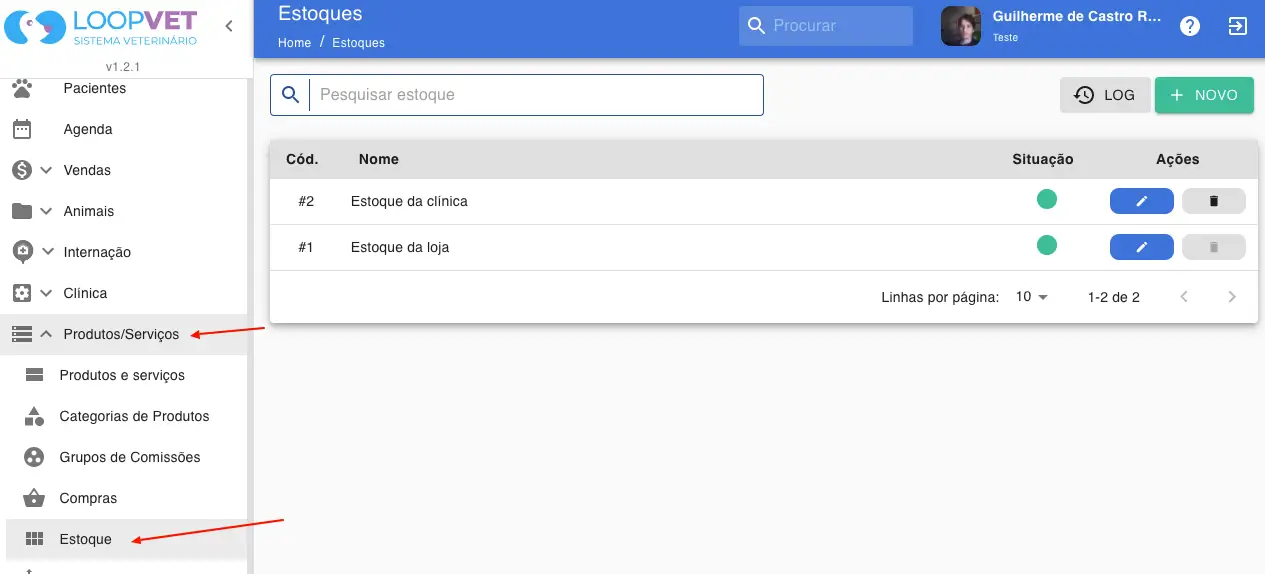 LOOPVET
SISTEMA VETERINÁRIO
v1.2.1
Pacientes
Agenda
Vendas
Animais
Internação
Clínica
Produtos/Serviços
Produtos e serviços
Categorias de Produtos
Grupos de Comissões
Compras
Estoque
Estoques
Home / Estoques
Procurar
Guilherme de Castro R...
Teste
Pesquisar estoque
LOG
+ NOVO
Cód. Nome Situação Ações
#2 Estoque da clínica
#1 Estoque da loja
Linhas por página: 10 1-2 de 2